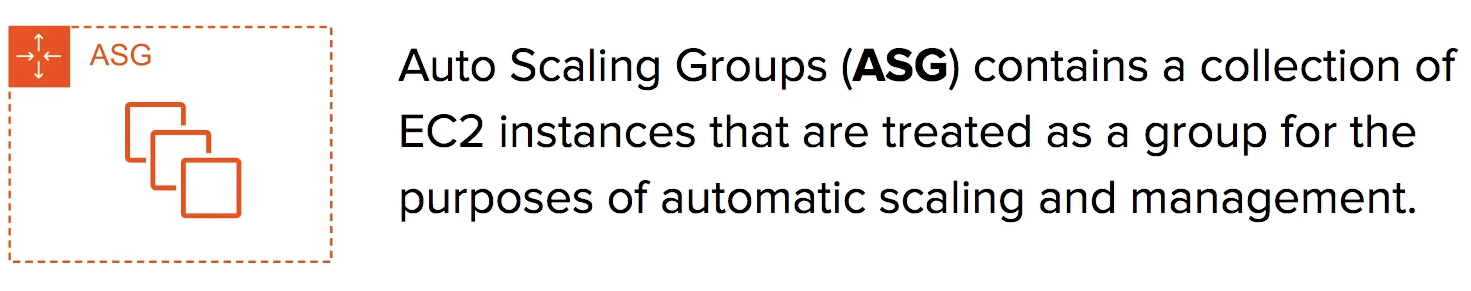 ASG
Auto Scaling Groups (ASG) contains a collection of
EC2 instances that are treated as a group for the
purposes of automatic scaling and management.